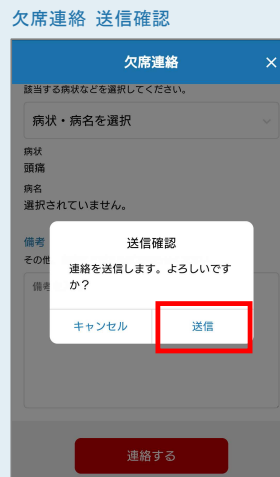 欠席連絡 送信確認
欠席連絡 ×
該当する病状などを選択してください。
病状・病名を選択
病状
頭痛
病名
選択されていません。
備考
その他
備考
送信確認
連絡を送信します。よろしいです
か？
キャンセル 送信
連絡する